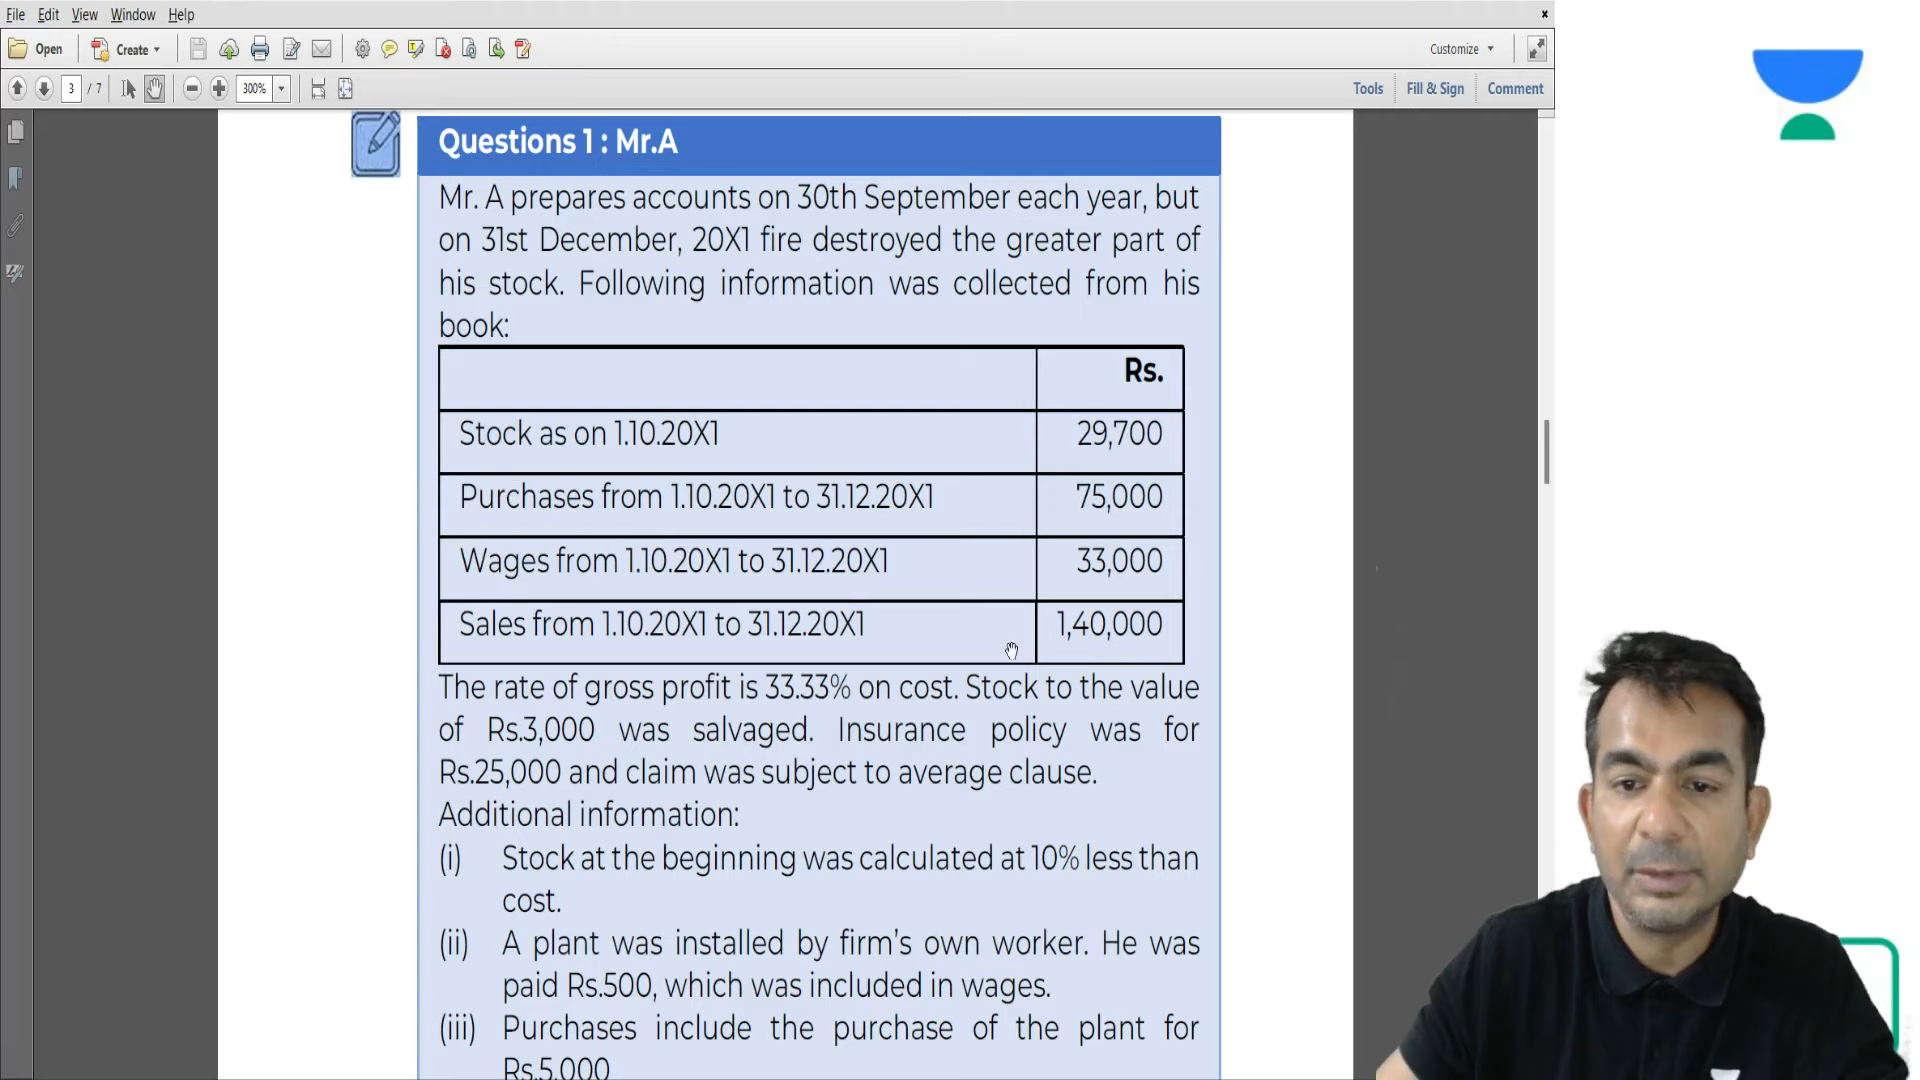 File Edit View Window Help x
Open Create Customize
3 / 7 300% Tools Fill & Sign Comment
Questions 1 : Mr.A
Mr. A prepares accounts on 30th September each year, but
on 31st December, 20X1 fire destroyed the greater part of
his stock. Following information was collected from his
book:
Rs.
Stock as on 1.10.20X1 29,700
Purchases from 1.10.20X1 to 31.12.20X1 75,000
Wages from 1.10.20X1 to 31.12.20X1 33,000
Sales from 1.10.20X1 to 31.12.20X1 1,40,000
The rate of gross profit is 33.33% on cost. Stock to the value
of Rs.3,000 was salvaged. Insurance policy was for
Rs.25,000 and claim was subject to average clause.
Additional information:
(i) Stock at the beginning was calculated at 10% less than
cost.
(ii) A plant was installed by firm's own worker. He was
paid Rs.500, which was included in wages.
(iii) Purchases include the purchase of the plant for
Rs.5,000